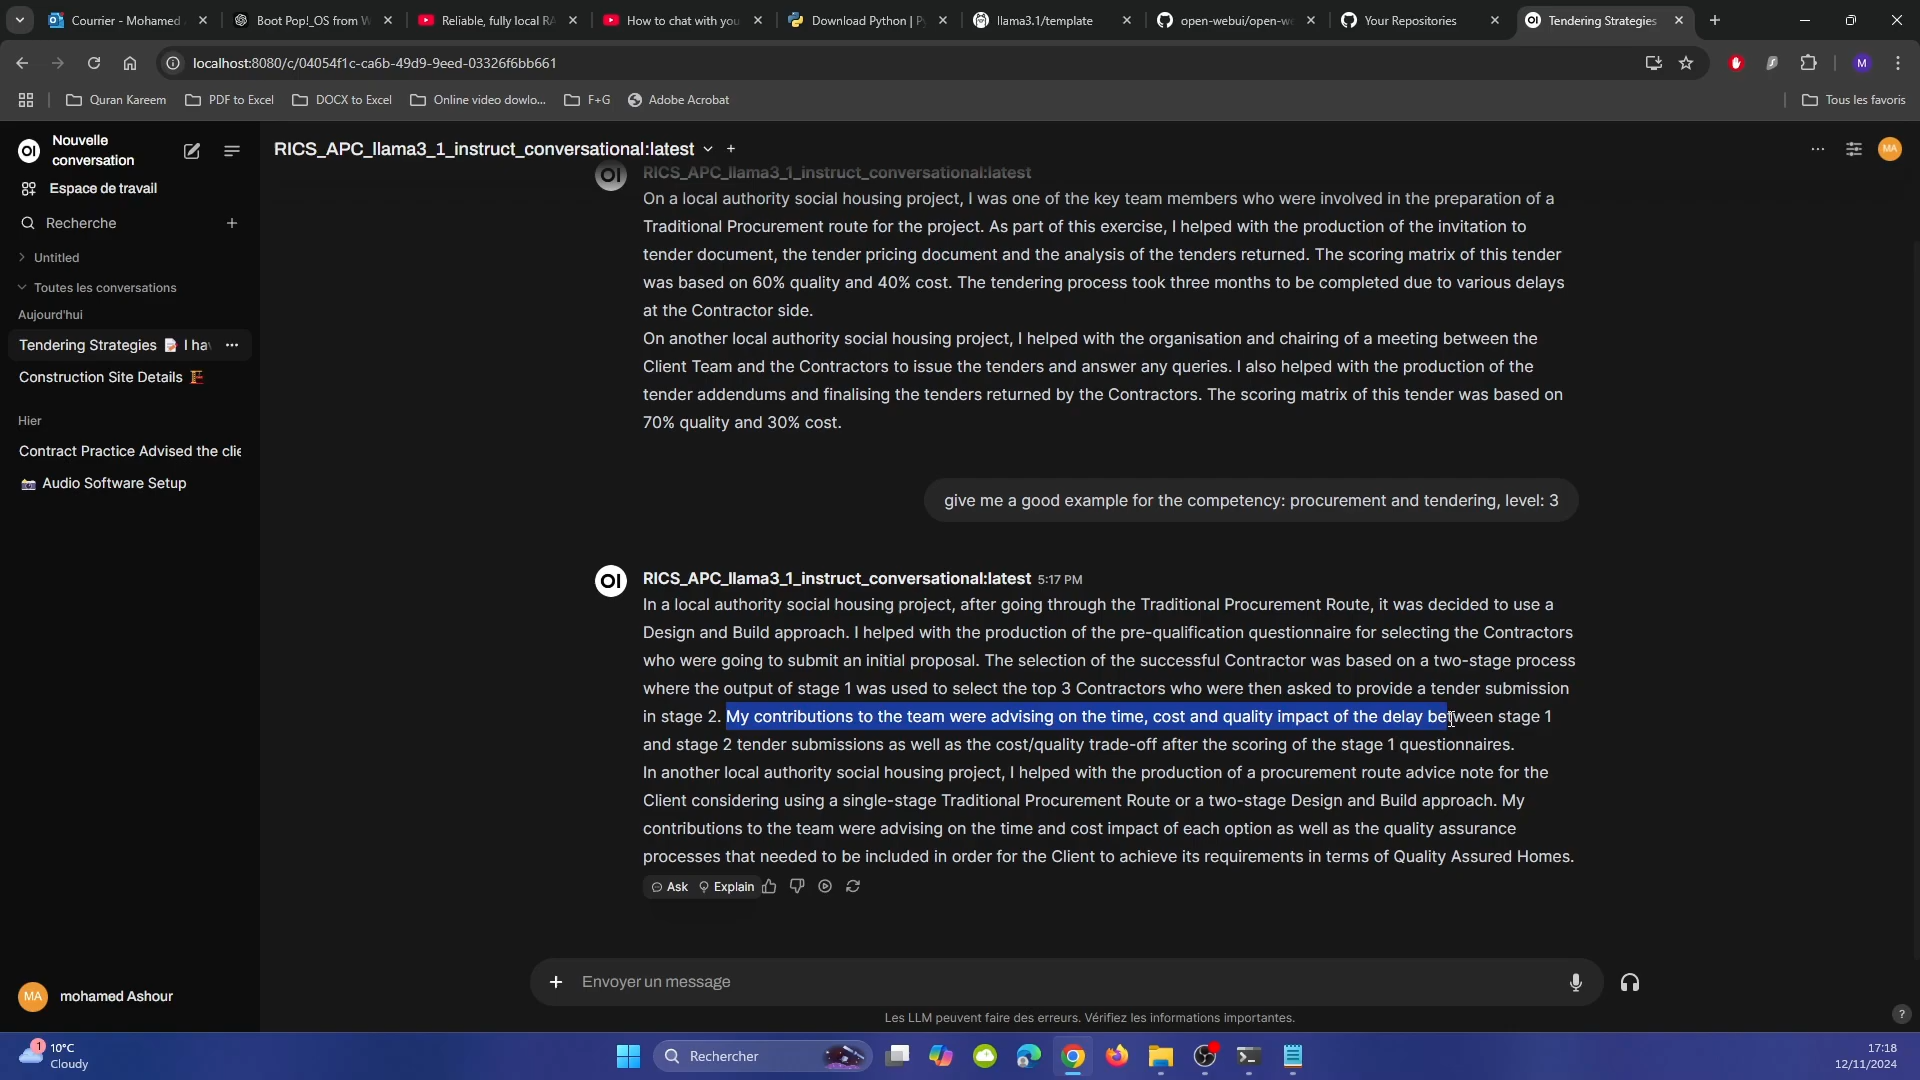 Courrier - Mohamed
Boot Pop!_OS from W
Reliable, fully local RA
How to chat with you
Download Python | P
llama3.1/template
open-webui/open-we
Your Repositories
Tendering Strategies
localhost:8080/c/04054f1c-ca6b-49d9-9eed-03326f6bb661
M
Quran Kareem
PDF to Excel
DOCX to Excel
Online video dowlo...
F+G
Adobe Acrobat
Tous les favoris
OI
Nouvelle
conversation
Espace de travail
Recherche
Untitled
Toutes les conversations
Aujourd'hui
Tendering Strategies 📝 I ha
Construction Site Details
Hier
Contract Practice Advised the clie
Audio Software Setup
MA
mohamed Ashour
RICS_APC_llama3_1_instruct_conversational:latest
MA
OI
RICS_APC_llama3_1_instruct_conversational:latest
On a local authority social housing project, I was one of the key team members who were involved in the preparation of a
Traditional Procurement route for the project. As part of this exercise, I helped with the production of the invitation to
tender document, the tender pricing document and the analysis of the tenders returned. The scoring matrix of this tender
was based on 60% quality and 40% cost. The tendering process took three months to be completed due to various delays
at the Contractor side.
On another local authority social housing project, I helped with the organisation and chairing of a meeting between the
Client Team and the Contractors to issue the tenders and answer any queries. I also helped with the production of the
tender addendums and finalising the tenders returned by the Contractors. The scoring matrix of this tender was based on
70% quality and 30% cost.
give me a good example for the competency: procurement and tendering, level: 3
OI
RICS_APC_llama3_1_instruct_conversational:latest 5:17 PM
In a local authority social housing project, after going through the Traditional Procurement Route, it was decided to use a
Design and Build approach. I helped with the production of the pre-qualification questionnaire for selecting the Contractors
who were going to submit an initial proposal. The selection of the successful Contractor was based on a two-stage process
where the output of stage 1 was used to select the top 3 Contractors who were then asked to provide a tender submission
in stage 2. My contributions to the team were advising on the time, cost and quality impact of the delay between stage 1
and stage 2 tender submissions as well as the cost/quality trade-off after the scoring of the stage 1 questionnaires.
In another local authority social housing project, I helped with the production of a procurement route advice note for the
Client considering using a single-stage Traditional Procurement Route or a two-stage Design and Build approach. My
contributions to the team were advising on the time and cost impact of each option as well as the quality assurance
processes that needed to be included in order for the Client to achieve its requirements in terms of Quality Assured Homes.
Ask Explain
Envoyer un message
Les LLM peuvent faire des erreurs. Vérifiez les informations importantes.
?
1
10°C
Cloudy
Rechercher
17:18
12/11/2024